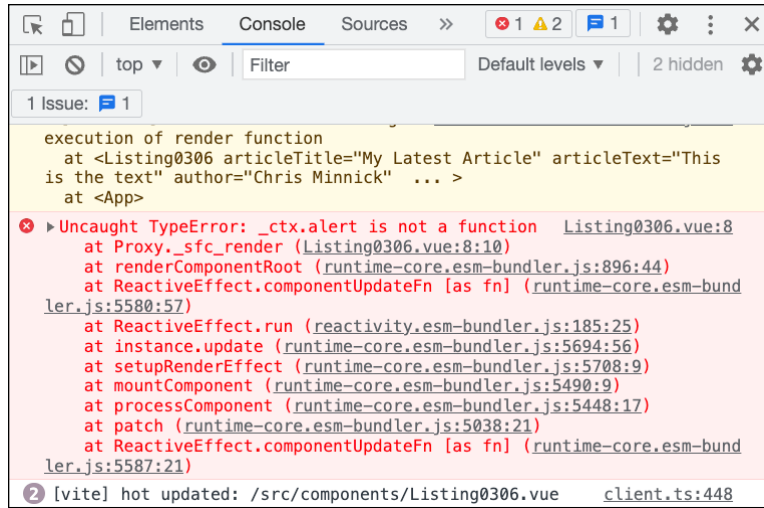 Elements Console Sources » 1 2 1
top ▼ Filter Default levels ▼ 2 hidden
1 Issue: 1
execution of render function
at <Listing0306 articleTitle="My Latest Article" articleText="This
is the text" author="Chris Minnick" ... >
at <App>
▶Uncaught TypeError: _ctx.alert is not a function Listing0306.vue:8
at Proxy._sfc_render (Listing0306.vue:8:10)
at renderComponentRoot (runtime-core.esm-bundler.js:896:44)
at ReactiveEffect.componentUpdateFn [as fn] (runtime-core.esm-bund
ler.js:5580:57)
at ReactiveEffect.run (reactivity.esm-bundler.js:185:25)
at instance.update (runtime-core.esm-bundler.js:5694:56)
at setupRenderEffect (runtime-core.esm-bundler.js:5708:9)
at mountComponent (runtime-core.esm-bundler.js:5490:9)
at processComponent (runtime-core.esm-bundler.js:5448:17)
at patch (runtime-core.esm-bundler.js:5038:21)
at ReactiveEffect.componentUpdateFn [as fn] (runtime-core.esm-bund
ler.js:5587:21)
2 [vite] hot updated: /src/components/Listing0306.vue client.ts:448